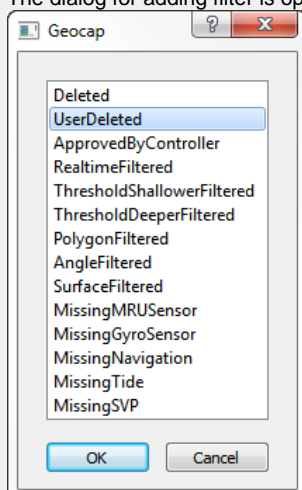 The dialog for adding filter is op
Geocap
Deleted
UserDeleted
ApprovedByController
RealtimeFiltered
ThresholdShallowerFiltered
ThresholdDeeperFiltered
PolygonFiltered
AngleFiltered
SurfaceFiltered
MissingMRUSensor
MissingGyroSensor
MissingNavigation
MissingTide
MissingSVP
OK Cancel